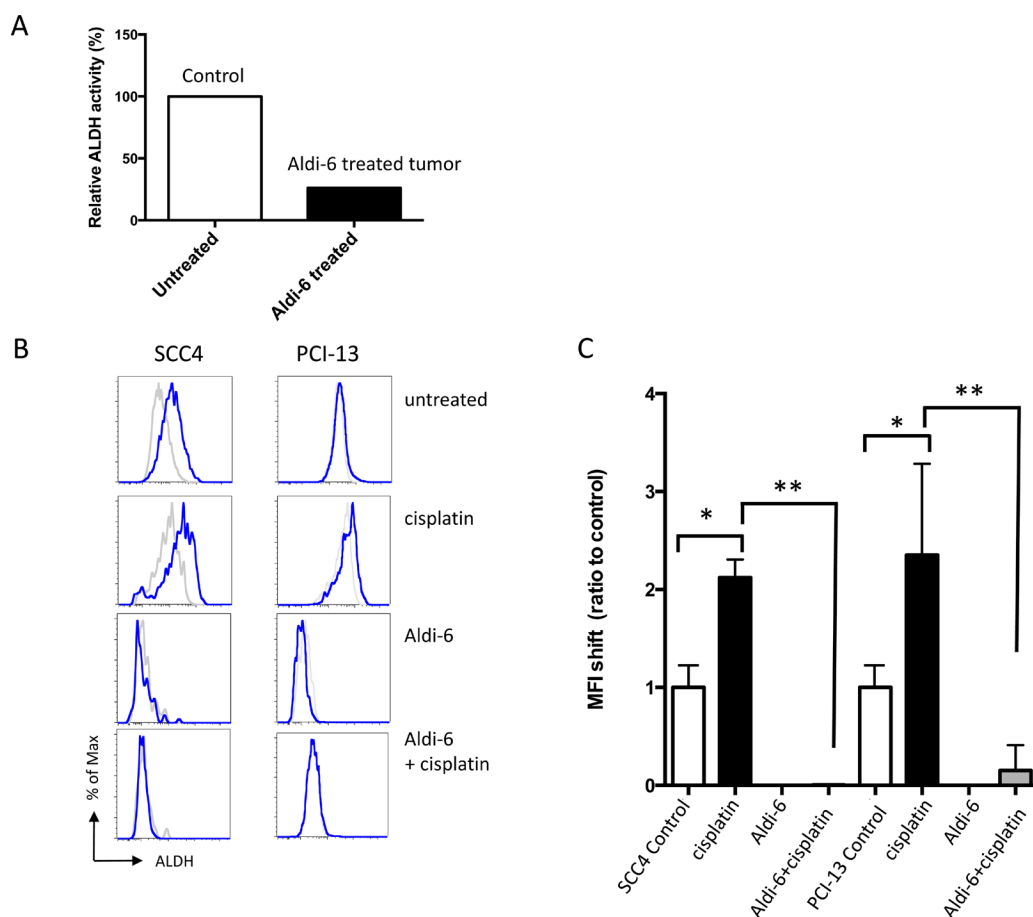 A
Relative ALDH activity (%)
150
100
50
0
Control
Aldi-6 treated tumor
Untreated
Aldi-6 treated
B
SCC4
PCI-13
untreated
cisplatin
Aldi-6
Aldi-6
+ cisplatin
% of Max
ALDH
C
MFI shift (ratio to control)
4
3
2
1
0
*
**
*
**
SCC4 Control
cisplatin
Aldi-6
Aldi-6+cisplatin
PCI-13 Control
cisplatin
Aldi-6
Aldi-6+cisplatin